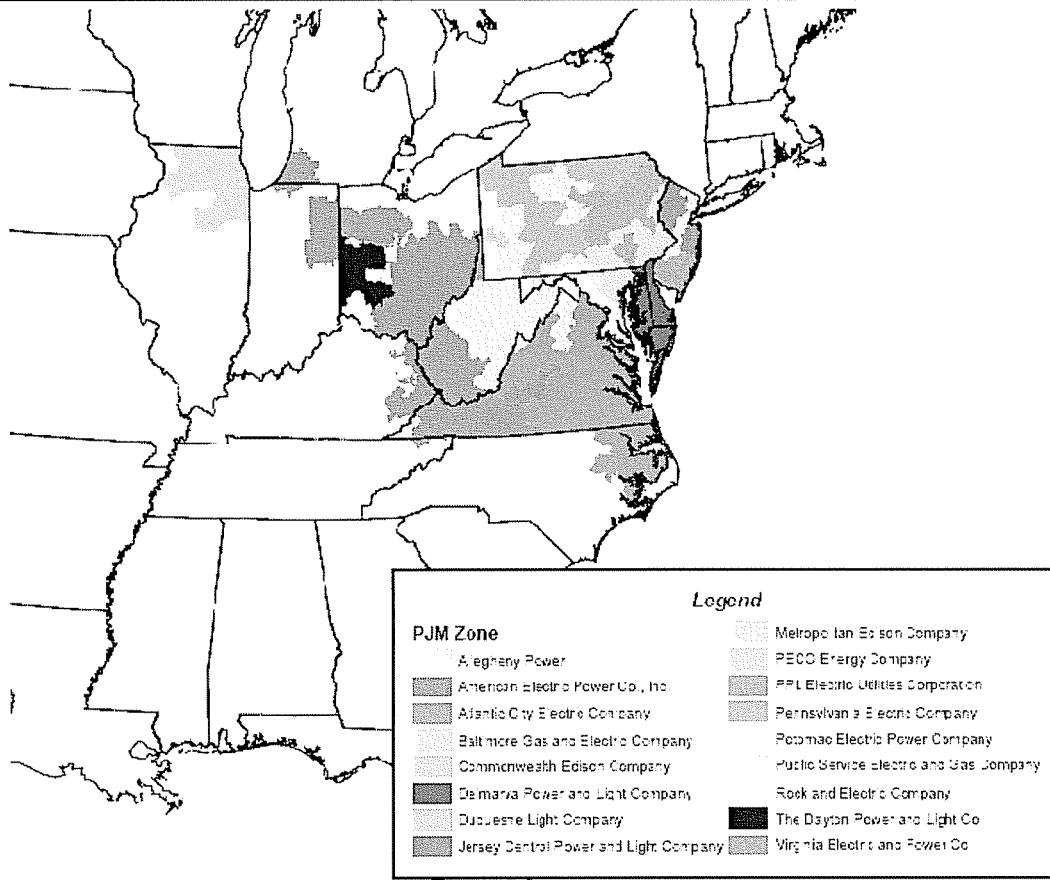 Legend
PJM Zone
Allegheny Power
American Electric Power Co., Inc.
Atlantic City Electric Company
Baltimore Gas and Electric Company
Commonwealth Edison Company
Delmarva Power and Light Company
Duquesne Light Company
Jersey Central Power and Light Company
Metropolitan Edison Company
PECO Energy Company
PPL Electric Utilities Corporation
Pennsylvania Electric Company
Potomac Electric Power Company
Public Service Electric and Gas Company
Rockland Electric Company
The Dayton Power and Light Co
Virginia Electric and Power Co